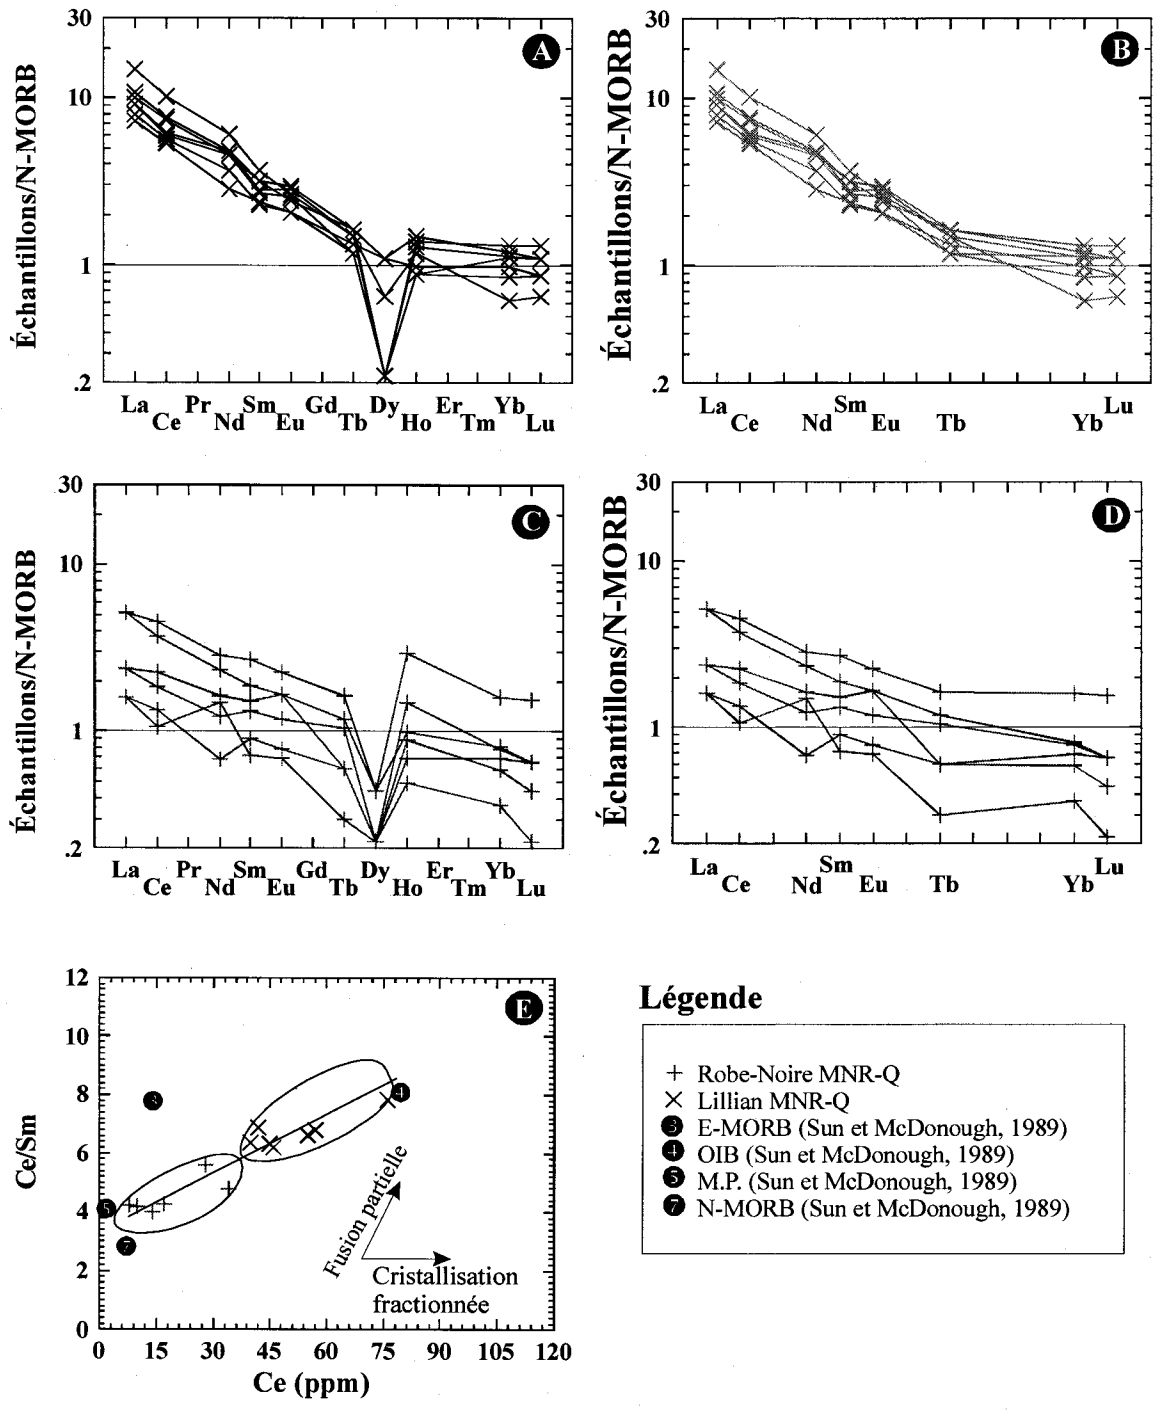 A
Échantillons/N-MORB
30
10
1
.2
La Ce Pr Nd Sm Eu Gd Tb Dy Ho Er Tm Yb Lu
B
Échantillons/N-MORB
30
10
1
.2
La Ce Nd Sm Eu Tb Yb Lu
C
Échantillons/N-MORB
30
10
1
.2
La Ce Pr Nd Sm Eu Gd Tb Dy Ho Er Tm Yb Lu
D
Échantillons/N-MORB
30
10
1
.2
La Ce Nd Sm Eu Tb Yb Lu
E
Ce/Sm
12
10
8
6
4
2
0
3
4
5
7
Fusion partielle
Cristallisation
fractionnée
0 15 30 45 60 75 90 105 120
Ce (ppm)
Légende
+ Robe-Noire MNR-Q
× Lillian MNR-Q
3 E-MORB (Sun et McDonough, 1989)
4 OIB (Sun et McDonough, 1989)
5 M.P. (Sun et McDonough, 1989)
7 N-MORB (Sun et McDonough, 1989)